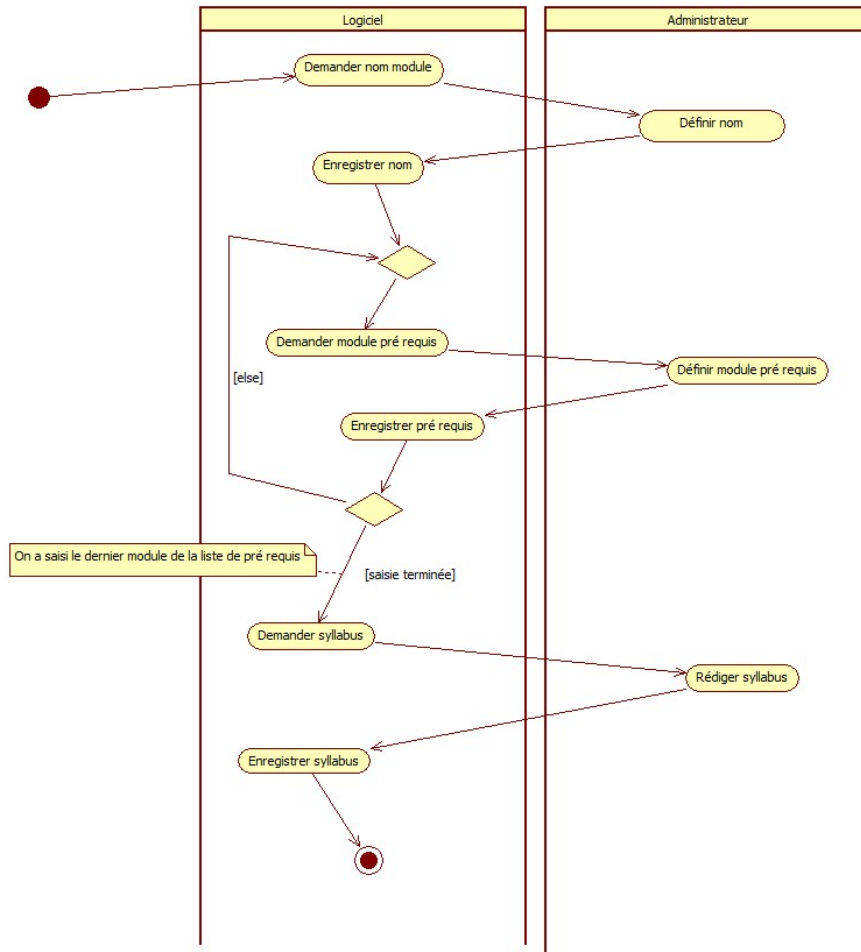 Logiciel
Administrateur
Demander nom module
Définir nom
Enregistrer nom
Demander module pré requis
Définir module pré requis
[else]
Enregistrer pré requis
On a saisi le dernier module de la liste de pré requis
[saisie terminée]
Demander syllabus
Rédiger syllabus
Enregistrer syllabus